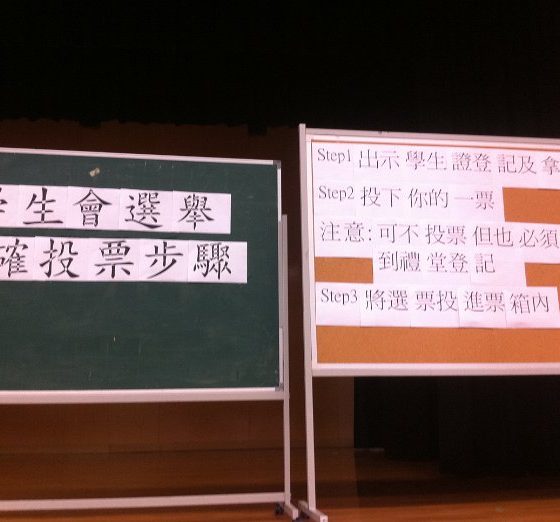 學生會選舉
確投票步驟
Step1 出示學生證登記及拿
Step2 投下你的一票
注意:可不投票但也必須
到禮堂登記
Step3 將選票投進票箱內